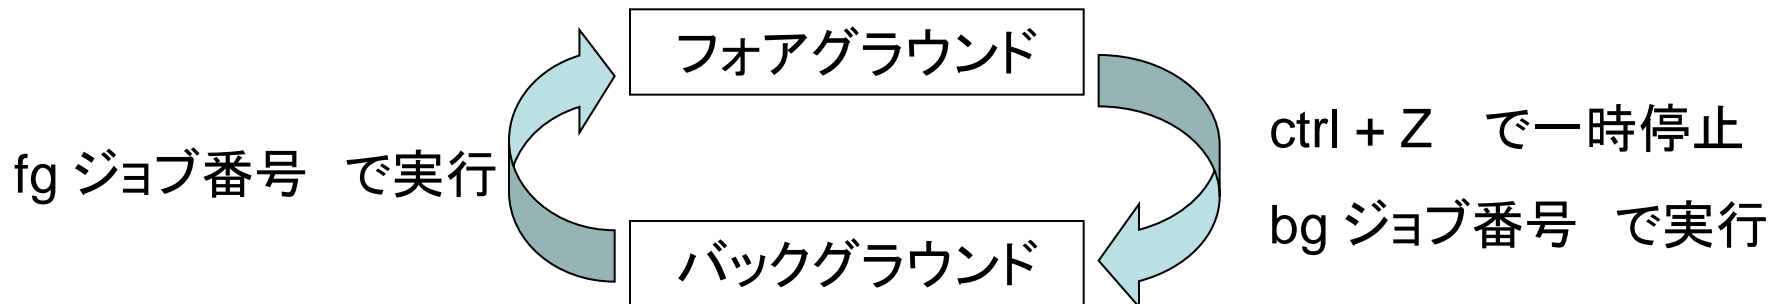 フォアグラウンド
ctrl + Z　で一時停止
fg ジョブ番号　で実行
bg ジョブ番号　で実行
バックグラウンド